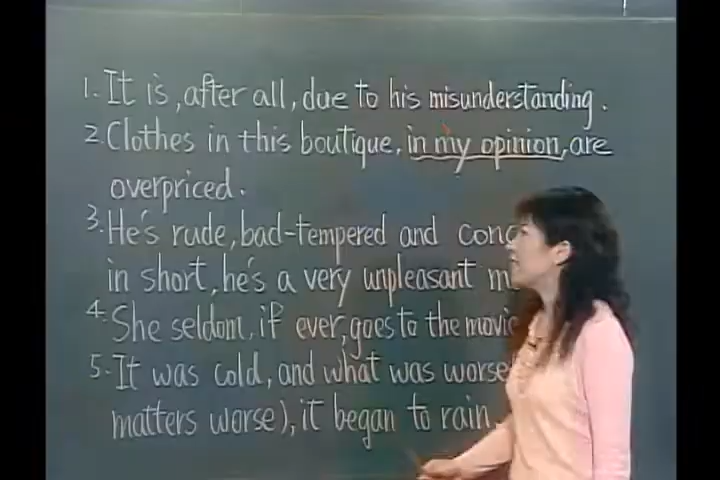 1. It is, after all, due to his misunderstanding.
2. Clothes in this boutique, in my opinion, are
overpriced.
3. He's rude, bad-tempered and
in short, he's a very unpleasant
4. She seldom, if ever, goes to the
5. It was cold, and what was worse
matters worse), it began to rain.